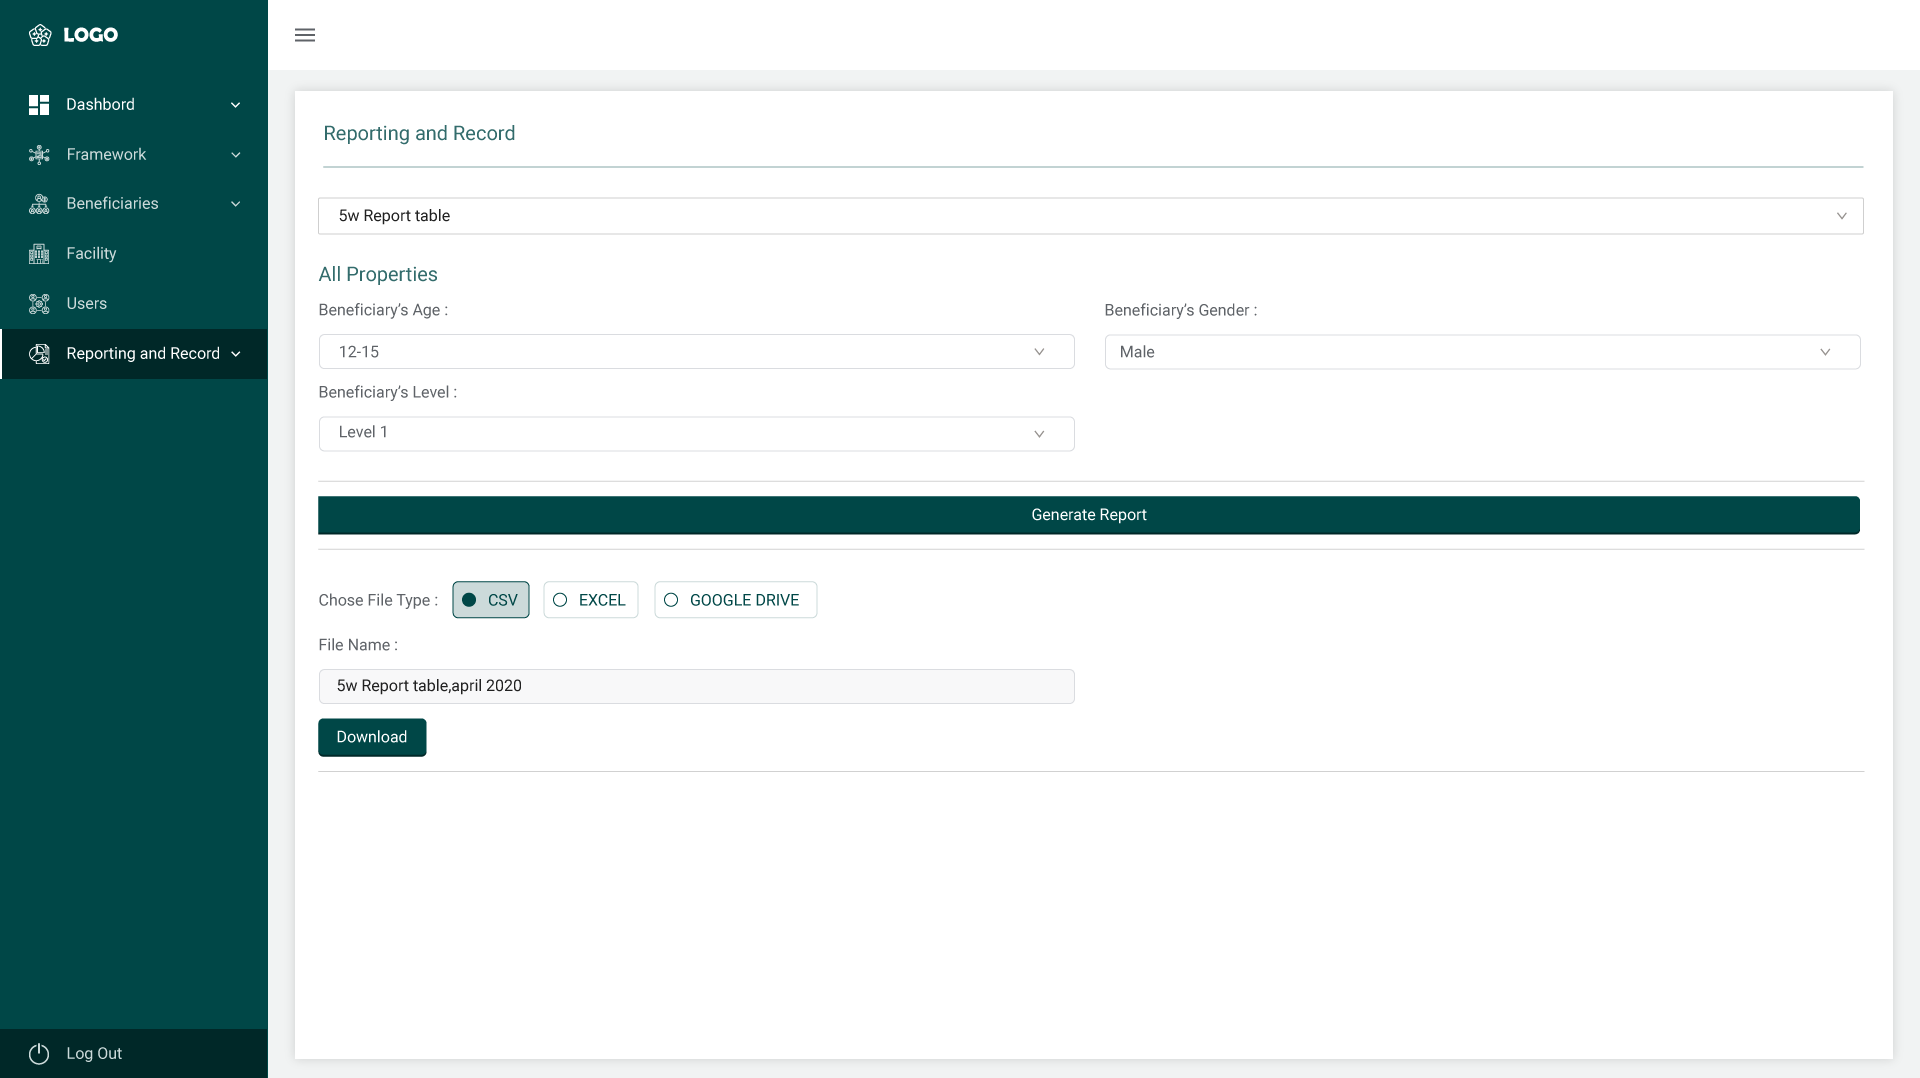 LOGO
Dashbord
Framework
Beneficiaries
Facility
Users
Reporting and Record
Log Out
Reporting and Record
5w Report table
All Properties
Beneficiary’s Age :
Beneficiary’s Gender :
12-15
Male
Beneficiary’s Level :
Level 1
Generate Report
Chose File Type : CSV EXCEL GOOGLE DRIVE
File Name :
5w Report table,april 2020
Download